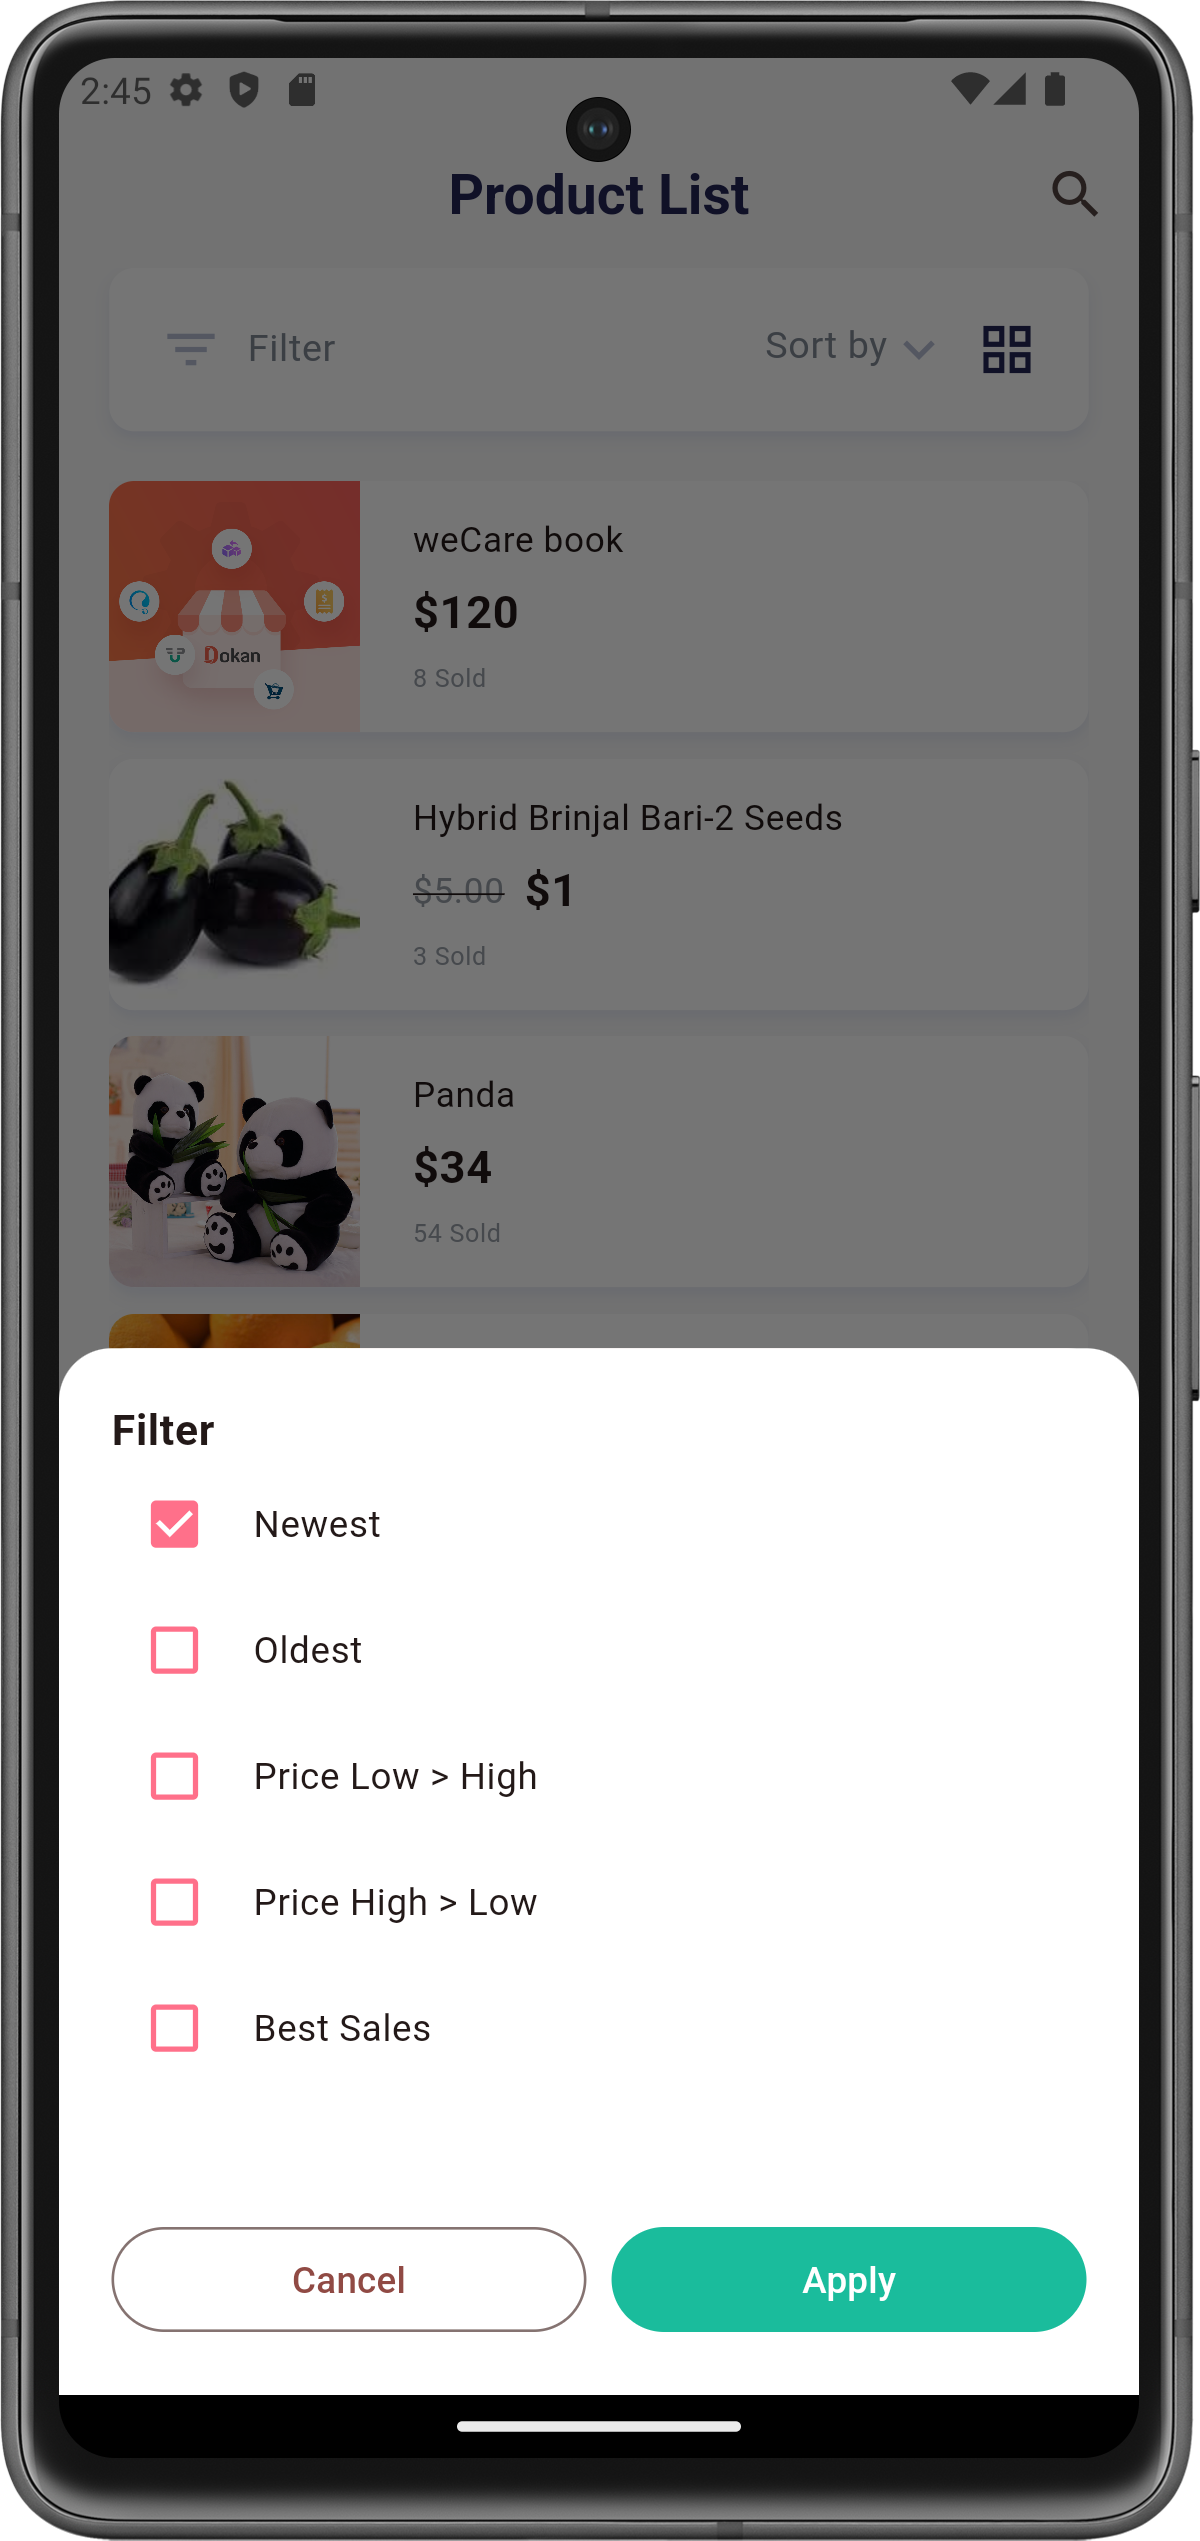 2:45
Product List
Filter
Sort by
weCare book
$120
8 Sold
Dokan
Hybrid Brinjal Bari-2 Seeds
$5.00 $1
3 Sold
Panda
$34
54 Sold
Filter
Newest
Oldest
Price Low > High
Price High > Low
Best Sales
Cancel
Apply